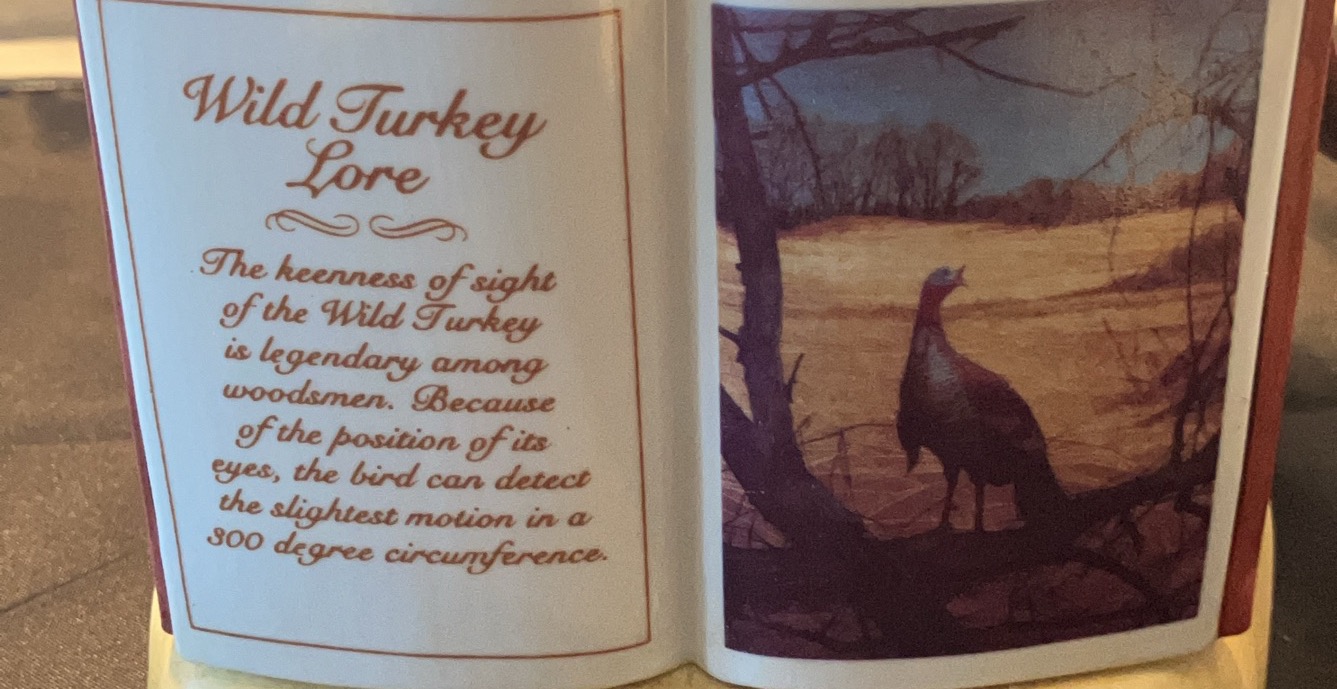 Wild Turkey
Lore
The keenness of sight
of the Wild Turkey
is legendary among
woodsmen. Because
of the position of its
eyes, the bird can detect
the slightest motion in a
300 degree circumference.